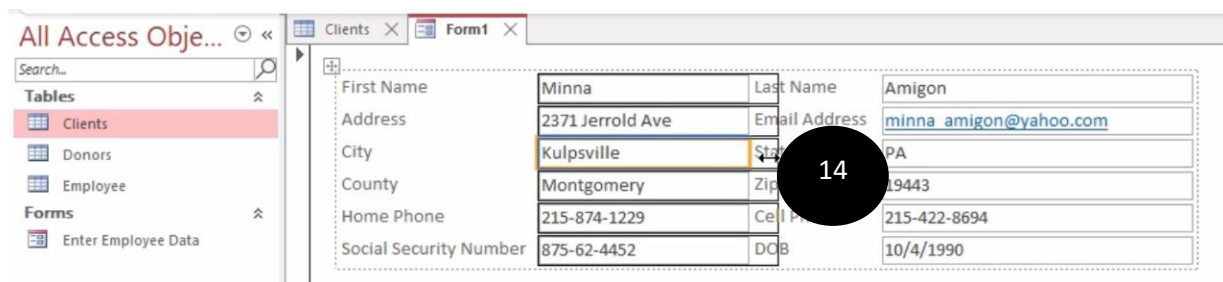 All Access Obje... «
Clients
Form1
Search...
Tables
Clients
Donors
Employee
Forms
Enter Employee Data
First Name Minna Last Name Amigon
Address 2371 Jerrold Ave Email Address minna_amigon@yahoo.com
City Kulpsville PA
County Montgomery Zip 19443
Home Phone 215-874-1229 215-422-8694
Social Security Number 875-62-4452 DOB 10/4/1990
14